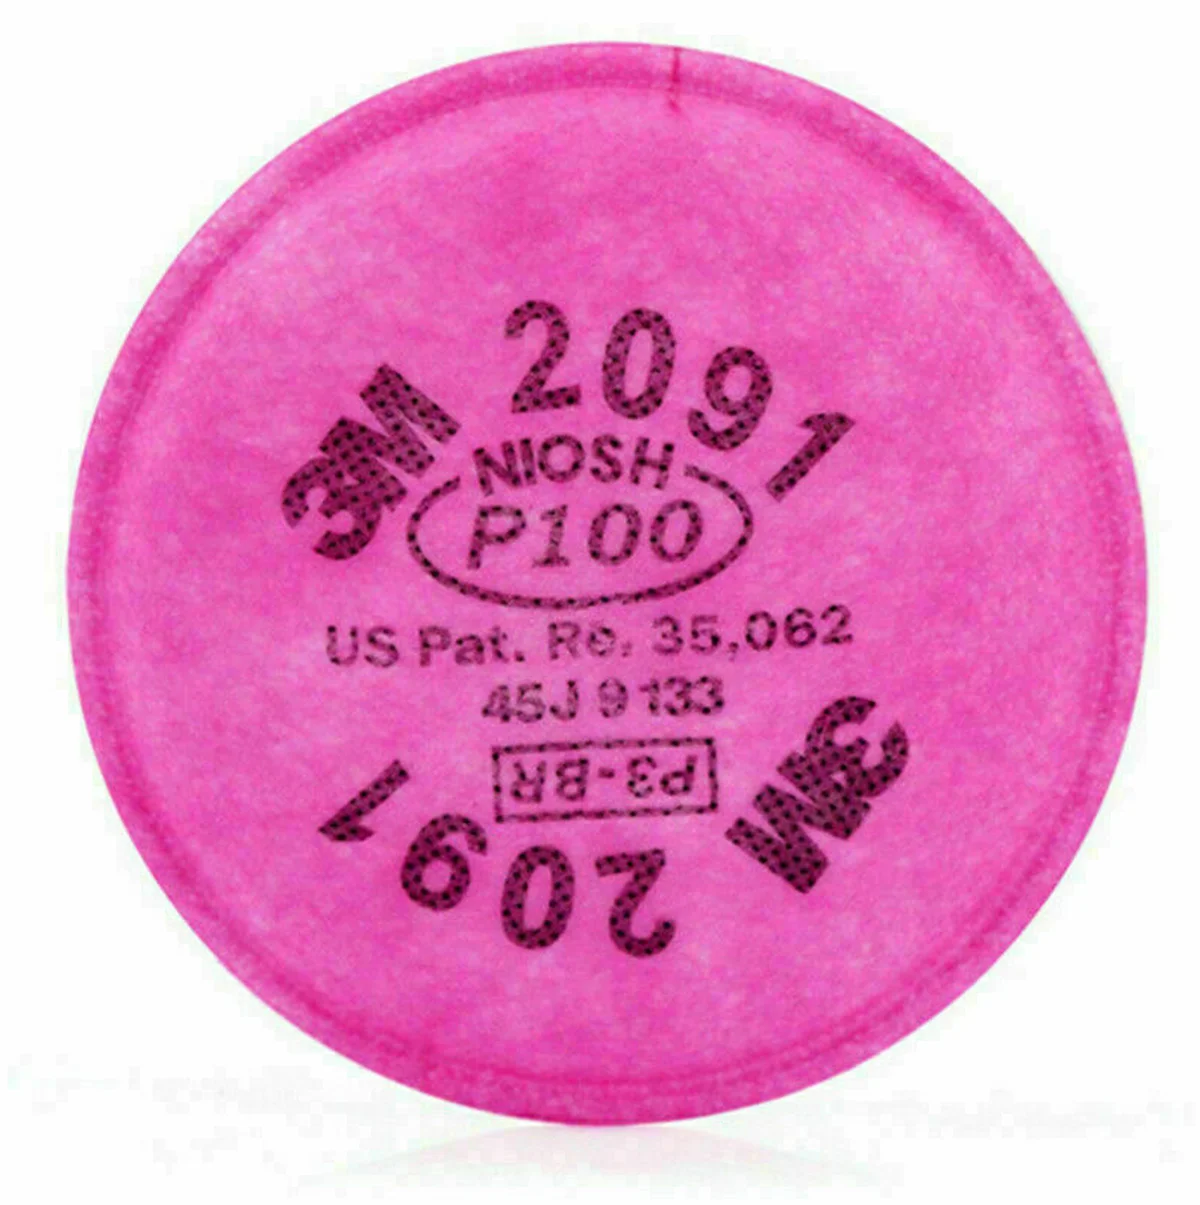 3M 2091
NIOSH
P100
US Pat. Re. 35,062
45J 9133
P3-BR
3M 2091